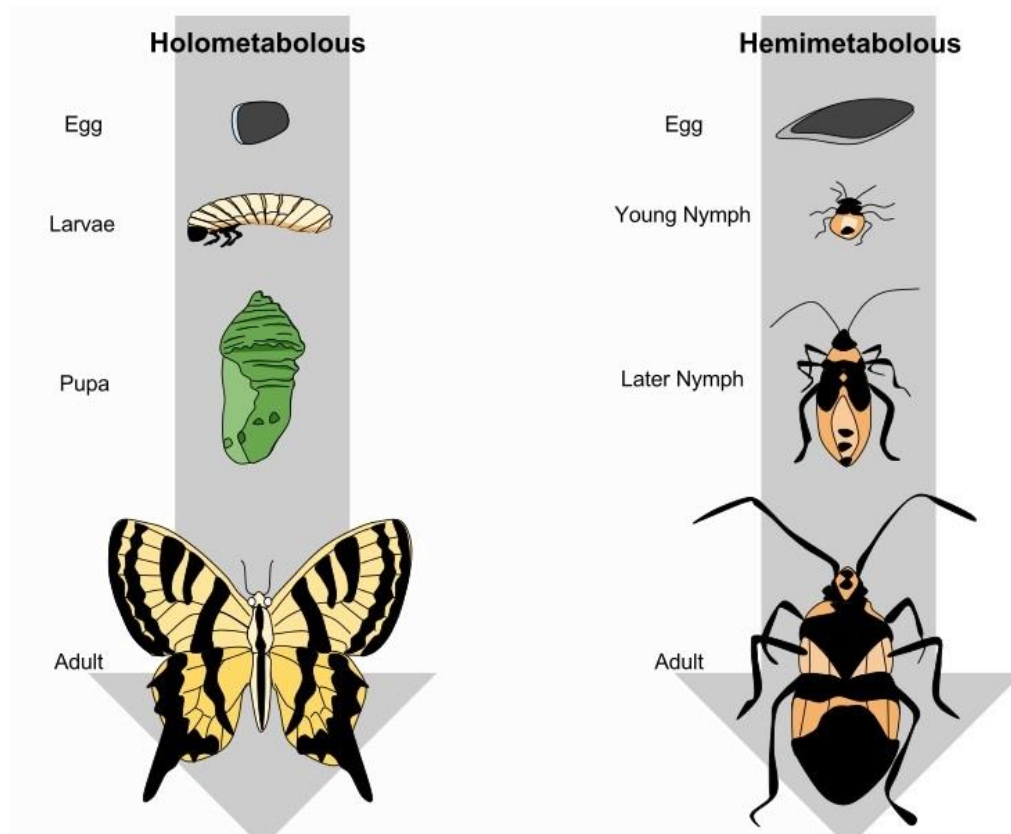 Holometabolous
Egg
Larvae
Pupa
Adult
Hemimetabolous
Egg
Young Nymph
Later Nymph
Adult